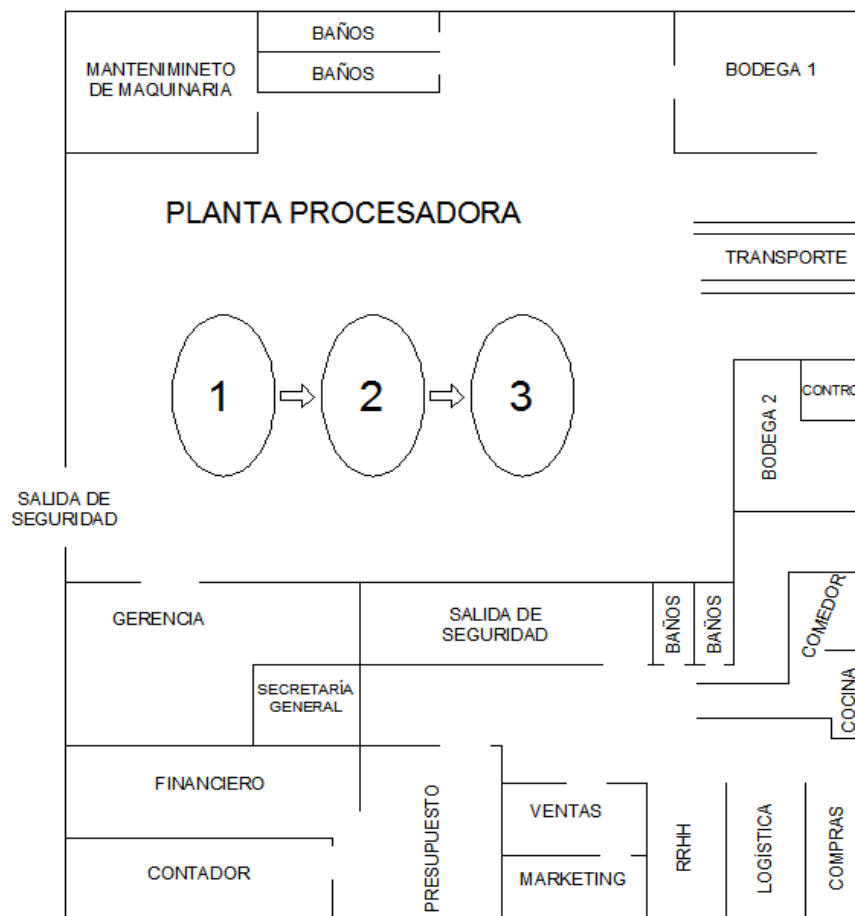 BAÑOS
MANTENIMINETO
DE MAQUINARIA
BAÑOS
BODEGA 1
PLANTA PROCESADORA
TRANSPORTE
1
2
3
CONTRO
BODEGA 2
SALIDA DE
SEGURIDAD
GERENCIA
SALIDA DE
SEGURIDAD
BAÑOS
BAÑOS
COMEDOR
SECRETARÍA
GENERAL
COCINA
FINANCIERO
PRESUPUESTO
VENTAS
RRHH
LOGÍSTICA
COMPRAS
CONTADOR
MARKETING